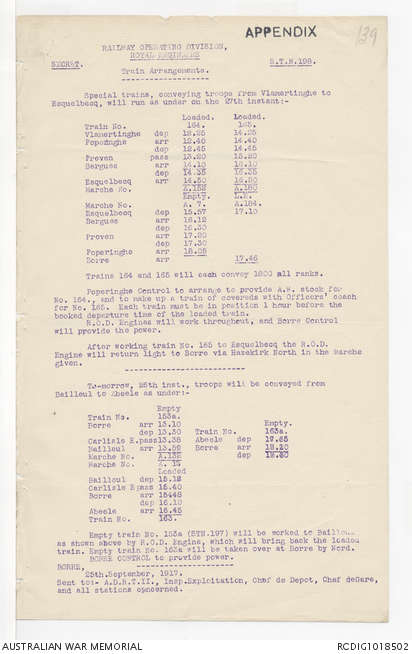 APPENDIX
139
RAILWAY OPERATING DIVISION,
ROYAL ENGINEERS
SECRET. S.T.N.198.
Train Arrangements.
Special trains, conveying troops from Vlamertinghe to
Esquelbecq, will run as under on the 27th instant:-
Loaded. Loaded.
Train No. 164. 165.
Vlamertinghe dep 12.25 14.25
Poperinghe arr 12.40 14.40
dep 12.45 14.45
Proven pass 13.20 15.20
Bergues arr 14.10 16.10
dep 14.35 16.35
Esquelbecq arr 14.50 16.50
Marche No. A.152 A.180
Empty. L.E.
Marche No. A. 7. A.184.
Esquelbecq dep 15.57 17.10
Bergues arr 16.12
dep 16.30
Proven arr 17.20
dep 17.30
Poperinghe arr 18.05
Borre arr 17.46
Trains 164 and 165 will each convey 1800 all ranks.
Poperinghe Control to arrange to provide A.W. stock for
No. 164., and to make up a train of covereds with Officers' coach
for No. 165. Each train must be in position 1 hour before the
booked departure time of the loaded train.
R.O.D. Engines will work throughout, and Borre Control
will provide the power.
After working train No. 165 to Esquelbecq the R.O.D.
Engine will return light to Borre via Hazekirk North in the Marche
given.
To-morrow, 26th inst., troops will be conveyed from
Bailleul to Abeele as under:-
Empty
Train No. 153a. Empty.
Borre arr 13.10 Train No. 163a.
dep 13.30 Abeele dep 17.55
Carlisle E.pass 13.38 Borre arr 18.20
Bailleul arr 13.59 dep 18.30
Marche No. A.132
Marche No. A. 15
Loaded
Bailleul dep 15.12
Carlisle E pass 15.40
Borre arr 15448
dep 16.10
Abeele arr 16.45
Train No. 163.
Empty train No. 153a (STN.197) will be worked to Bailleul
as shown above by R.O.D. Engine, which will bring back the loaded
train. Empty train No. 163a will be taken over at Borre by Nord.
BORRE CONTROL to provide power.
BORRE,
25th.September, 1917.
Sent to:- A.D.R.T.II., Insp.Exploitation, Chef de Depot, Chef deGare,
and all stations concerned.
AUSTRALIAN WAR MEMORIAL RCDIG1018502